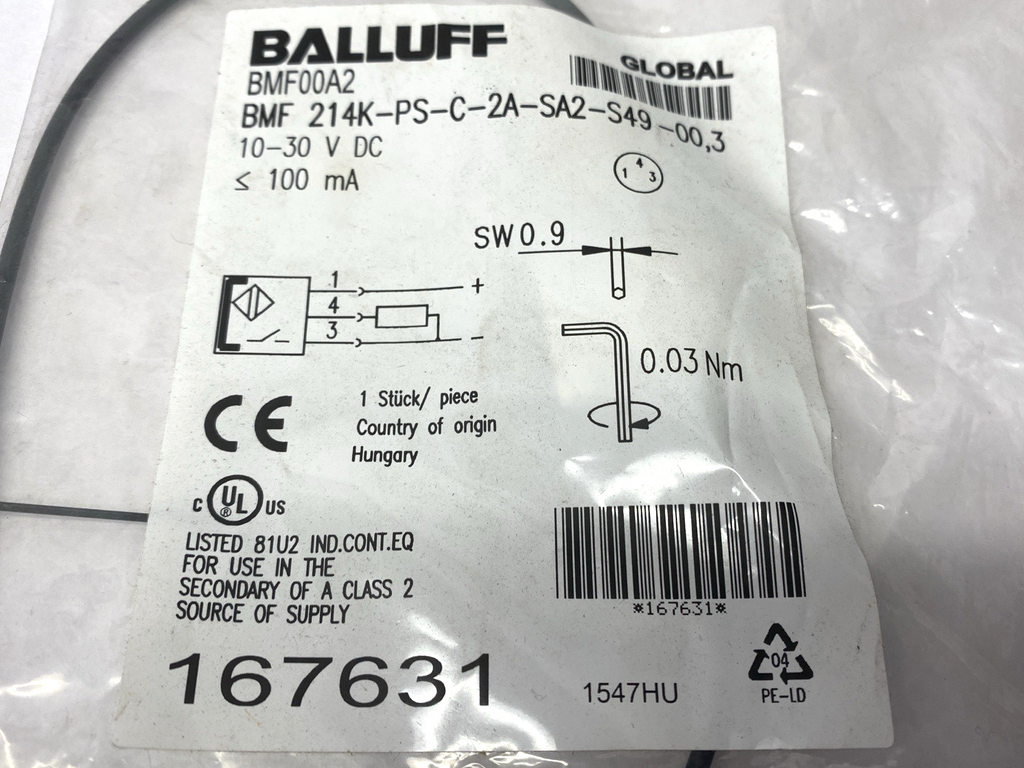 BALLUFF
GLOBAL
BMF00A2
BMF 214K-PS-C-2A-SA2-S49-00,3
10-30 V DC
≤ 100 mA
4
1 3
SW 0.9
1 +
4
3 -
0.03 Nm
CE
1 Stück/ piece
Country of origin
Hungary
C UL ® US
LISTED 81U2 IND.CONT.EQ
FOR USE IN THE
SECONDARY OF A CLASS 2
SOURCE OF SUPPLY
*167631*
167631
1547HU
04
PE-LD